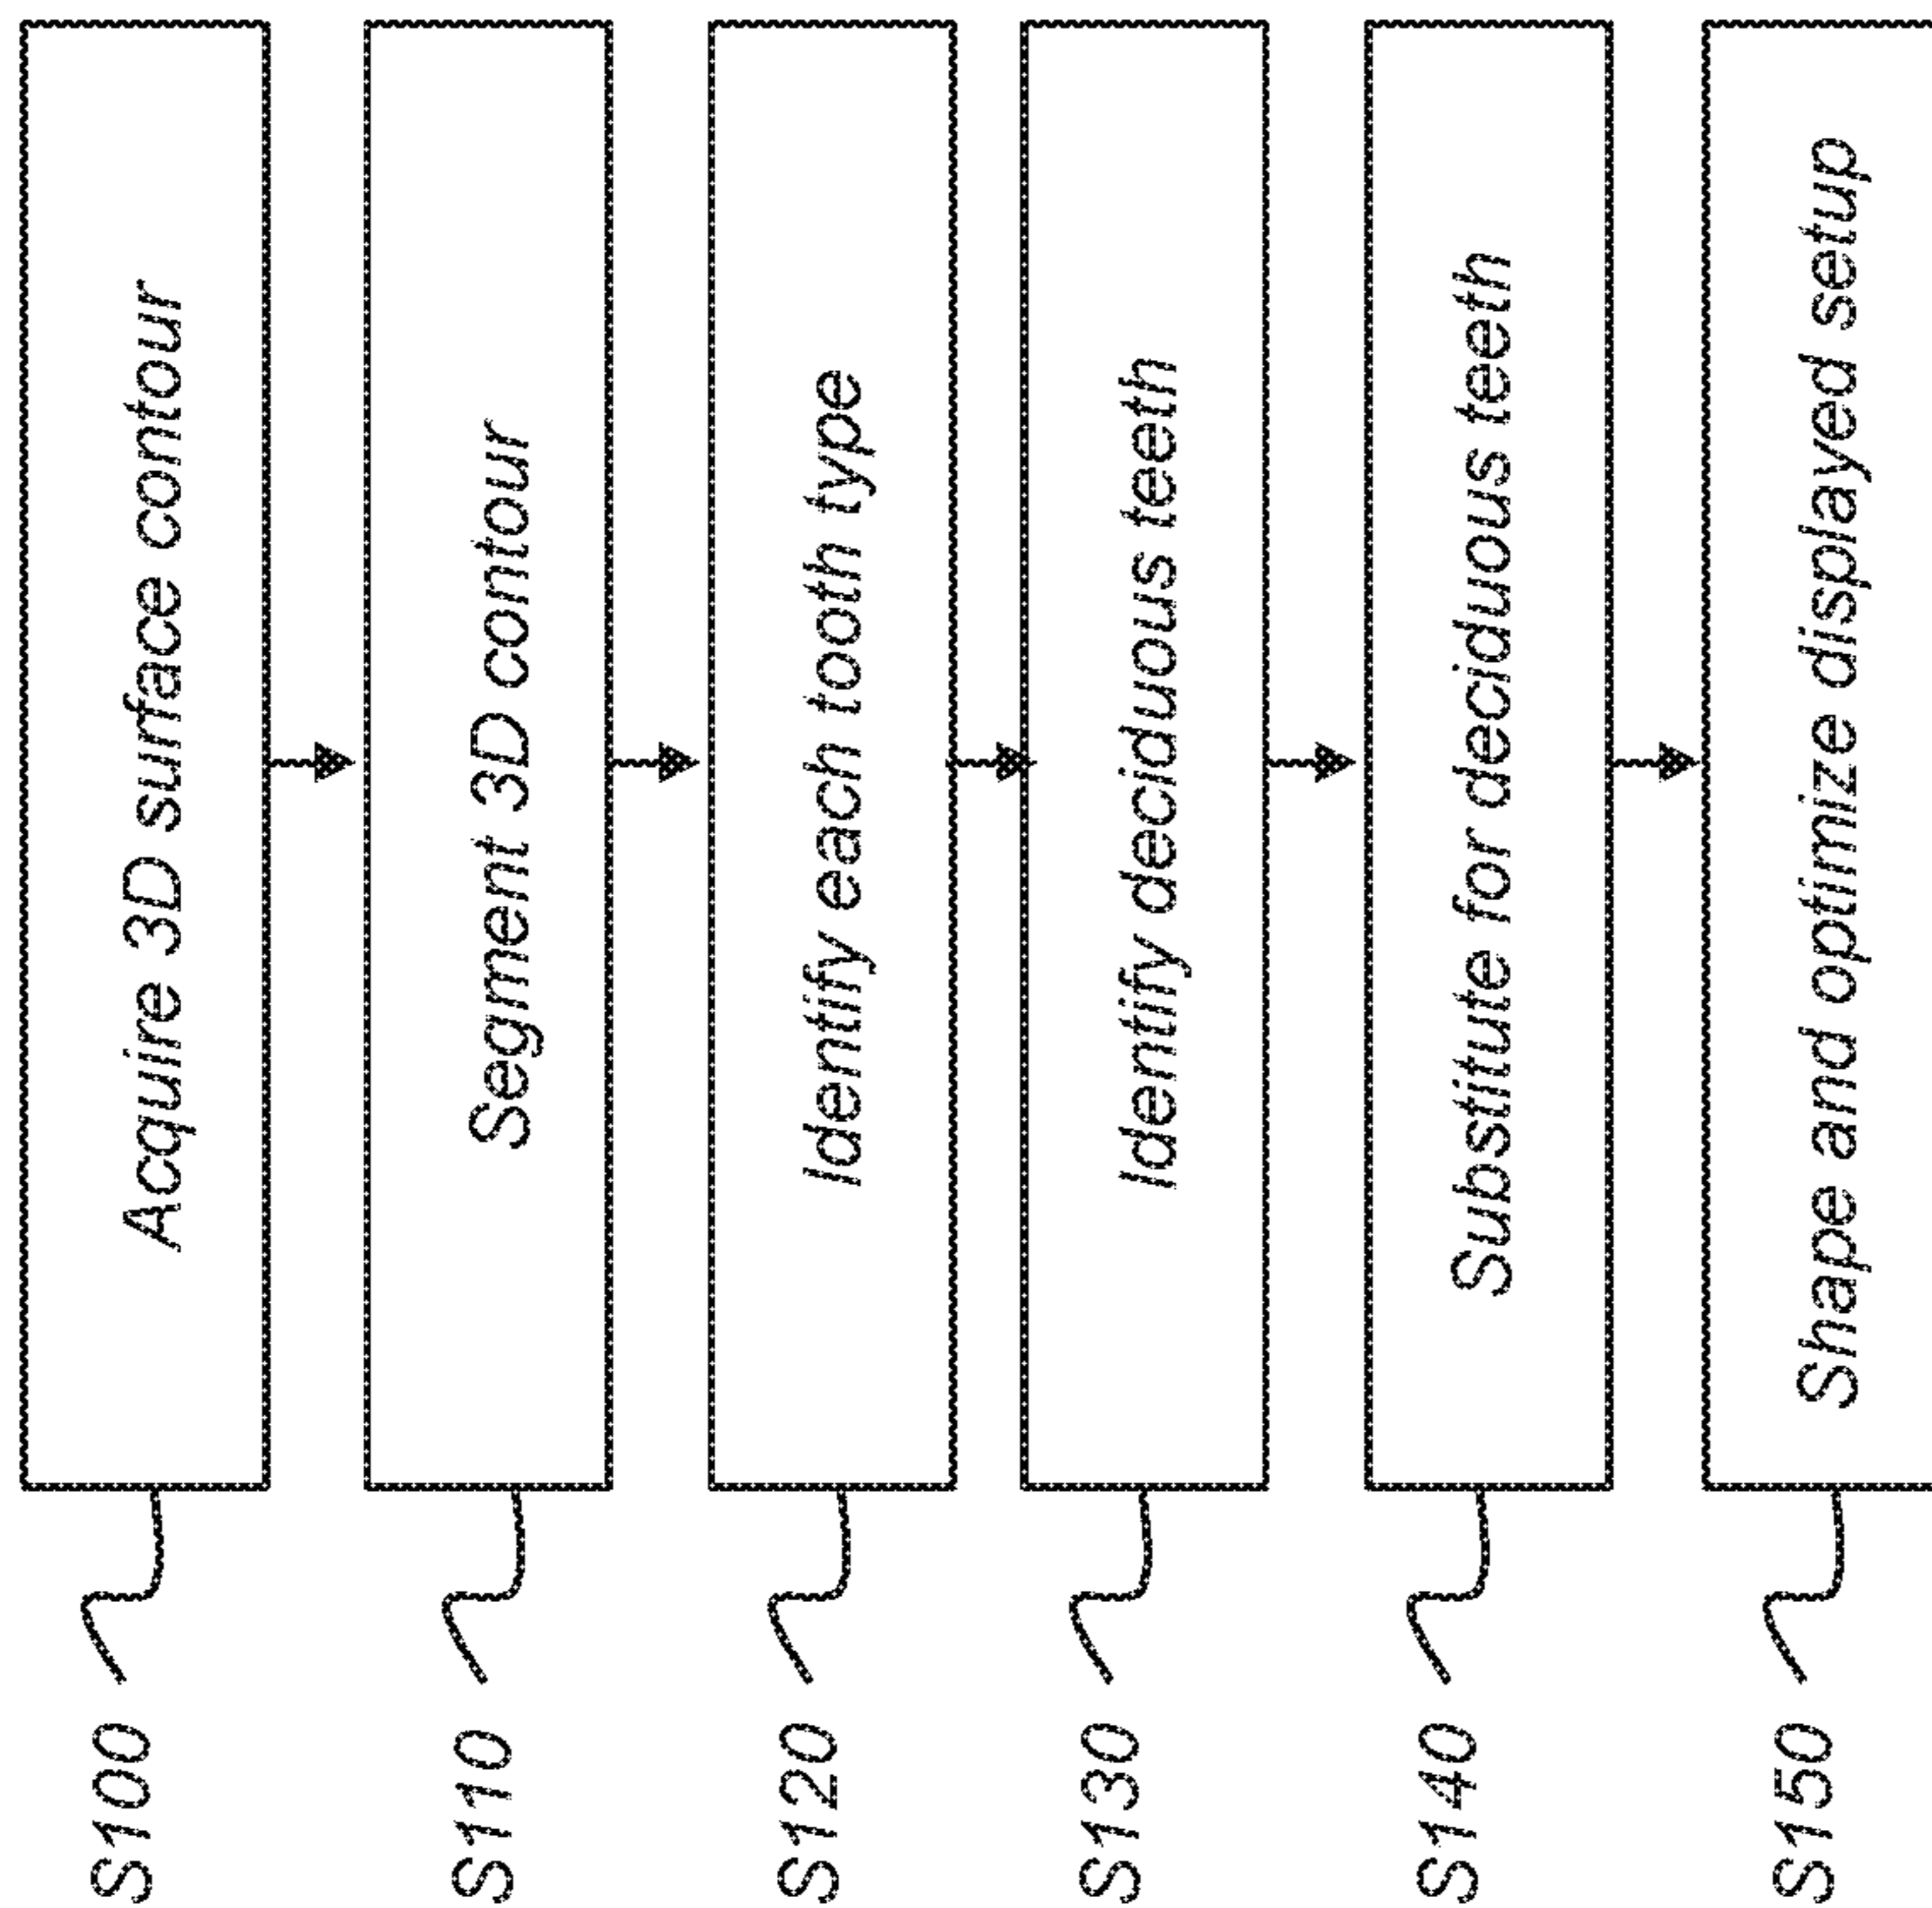 S100
Acquire 3D surface contour
S110
Segment 3D contour
S120
Identify each tooth type
S130
Identify deciduous teeth
S140
Substitute for deciduous teeth
S150
Shape and optimize displayed setup